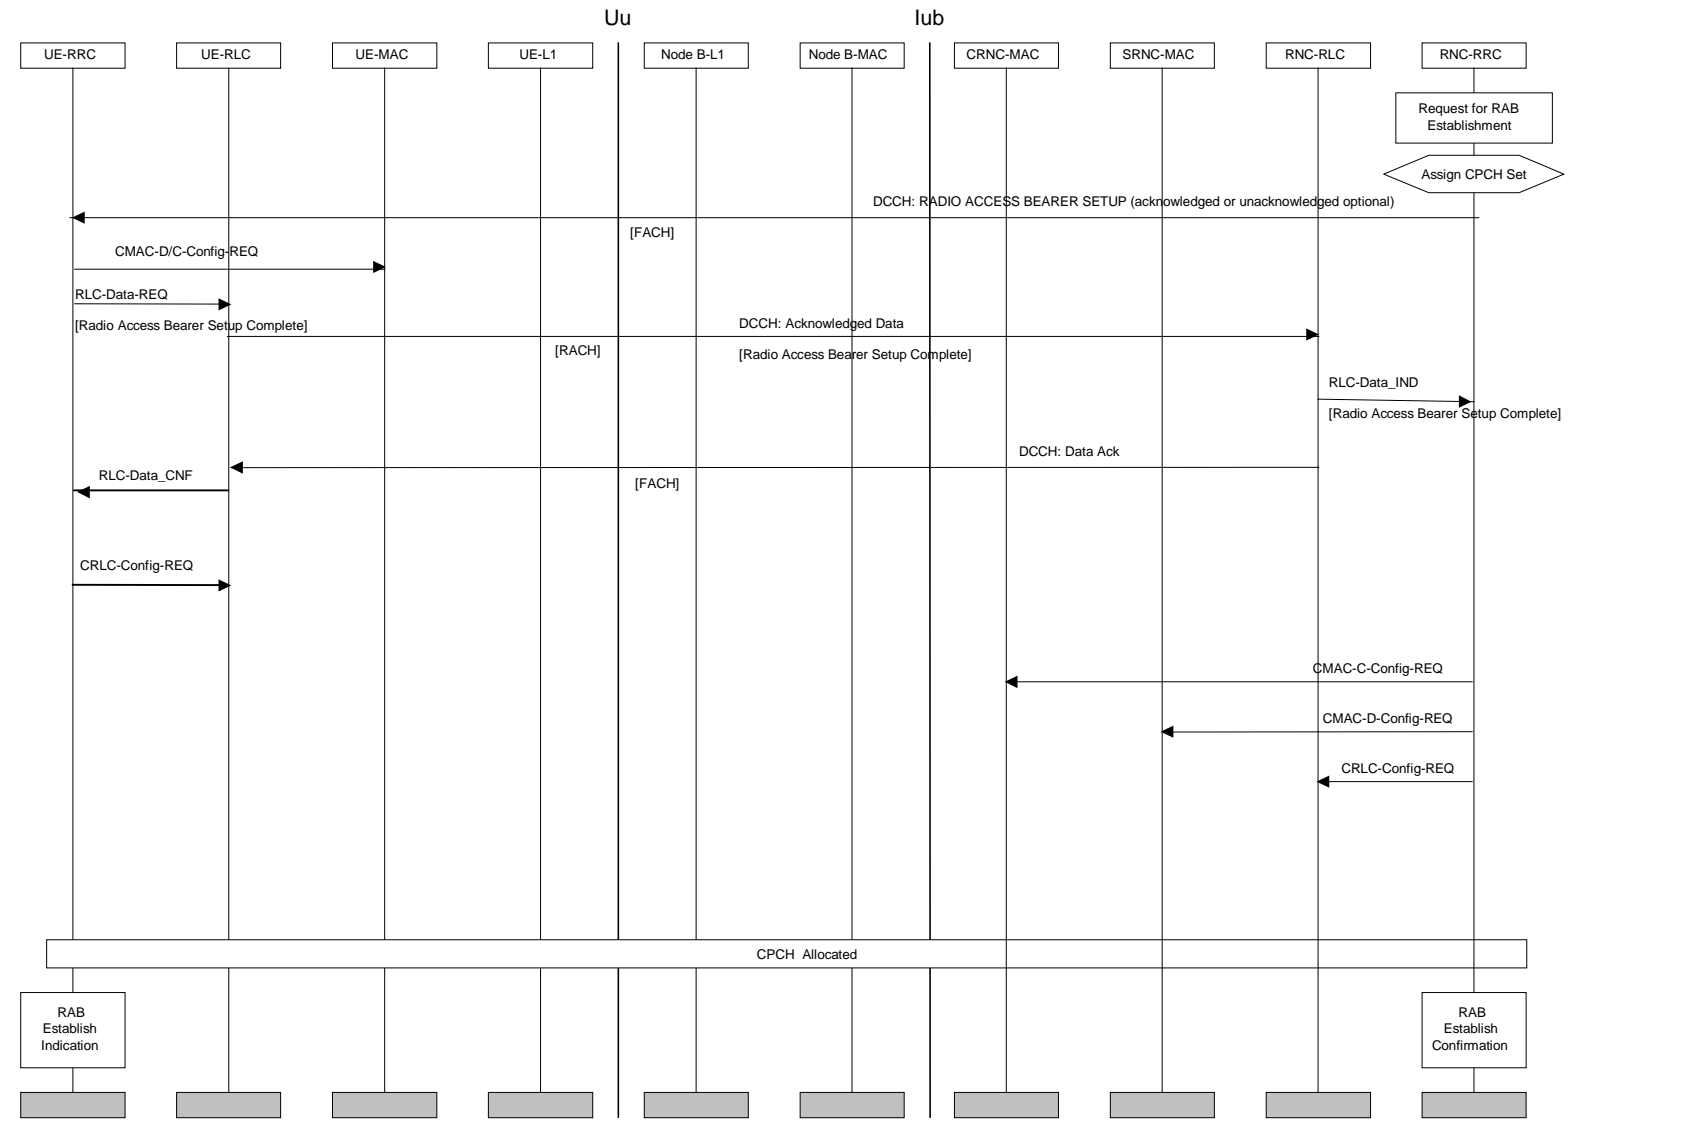 Uu
Iub
UE-RRC
UE-RLC
UE-MAC
UE-L1
Node B-L1
Node B-MAC
CRNC-MAC
SRNC-MAC
RNC-RLC
RNC-RRC
Request for RAB
Establishment
Assign CPCH Set
DCCH: RADIO ACCESS BEARER SETUP (acknowledged or unacknowledged optional)
[FACH]
CMAC-D/C-Config-REQ
RLC-Data-REQ
[Radio Access Bearer Setup Complete]
DCCH: Acknowledged Data
[RACH]
[Radio Access Bearer Setup Complete]
RLC-Data_IND
[Radio Access Bearer Setup Complete]
DCCH: Data Ack
RLC-Data_CNF
[FACH]
CRLC-Config-REQ
CMAC-C-Config-REQ
CMAC-D-Config-REQ
CRLC-Config-REQ
CPCH Allocated
RAB
Establish
Indication
RAB
Establish
Confirmation